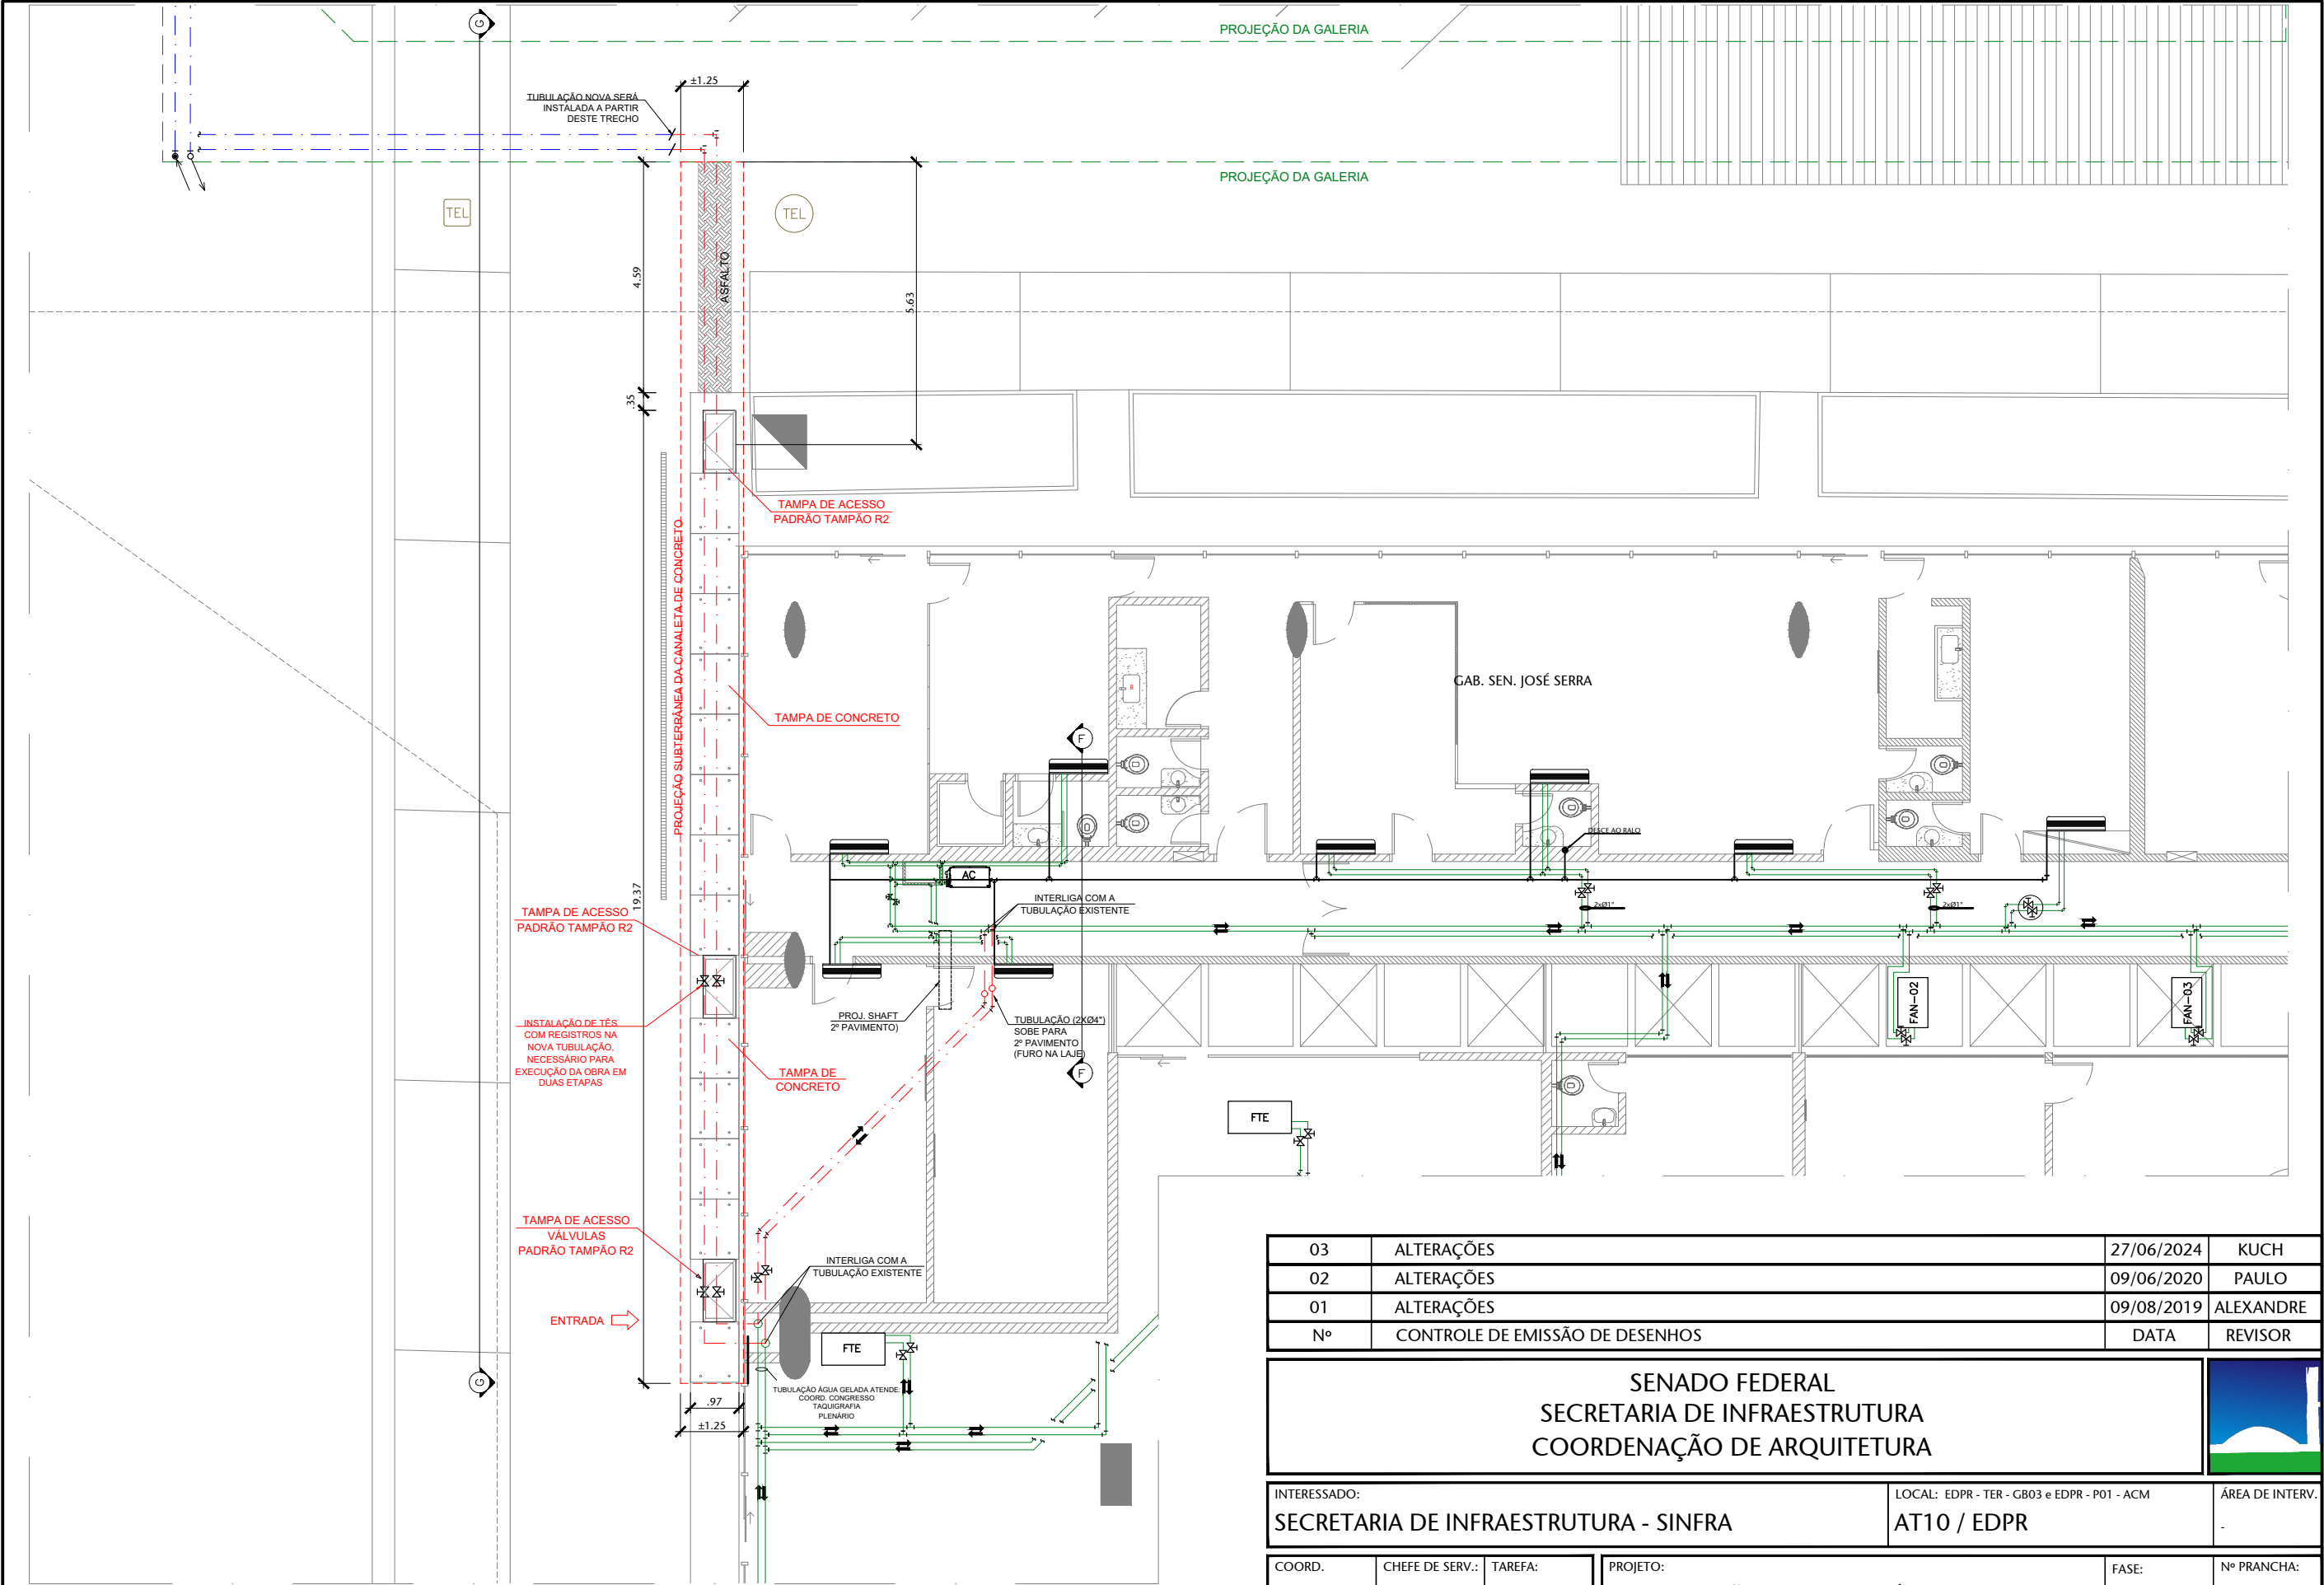 G
PROJEÇÃO DA GALERIA
±1.25
TUBULAÇÃO NOVA SERÁ
INSTALADA A PARTIR
DESTE TRECHO
PROJEÇÃO DA GALERIA
TEL
TEL
4.59
ASFALTO
5.63
.35
TAMPA DE ACESSO
PADRÃO TAMPÃO R2
PROJEÇÃO SUBTERRÂNEA DA CANALETA DE CONCRETO
GAB. SEN. JOSÉ SERRA
TAMPA DE CONCRETO
F
DESCE AO RALO
AC
19.37
INTERLIGA COM A
TUBULAÇÃO EXISTENTE
2xØ1"
2xØ1"
TAMPA DE ACESSO
PADRÃO TAMPÃO R2
FAN-02
FAN-03
PROJ. SHAFT
2º PAVIMENTO)
TUBULAÇÃO (2XØ4")
SOBE PARA
2º PAVIMENTO
(FURO NA LAJE)
INSTALAÇÃO DE TÊS
COM REGISTROS NA
NOVA TUBULAÇÃO,
NECESSÁRIO PARA
EXECUÇÃO DA OBRA EM
DUAS ETAPAS
TAMPA DE
CONCRETO
F
FTE
TAMPA DE ACESSO
VÁLVULAS
PADRÃO TAMPÃO R2
INTERLIGA COM A
TUBULAÇÃO EXISTENTE
ENTRADA
FTE
G
TUBULAÇÃO ÁGUA GELADA ATENDE:
COORD. CONGRESSO
TAQUIGRAFIA
PLENÁRIO
.97
±1.25
03 ALTERAÇÕES 27/06/2024 KUCH
02 ALTERAÇÕES 09/06/2020 PAULO
01 ALTERAÇÕES 09/08/2019 ALEXANDRE
Nº CONTROLE DE EMISSÃO DE DESENHOS DATA REVISOR
SENADO FEDERAL
SECRETARIA DE INFRAESTRUTURA
COORDENAÇÃO DE ARQUITETURA
INTERESSADO: LOCAL: EDPR - TER - GB03 e EDPR - P01 - ACM ÁREA DE INTERV.
SECRETARIA DE INFRAESTRUTURA - SINFRA AT10 / EDPR -
COORD. CHEFE DE SERV.: TAREFA: PROJETO: FASE: Nº PRANCHA: